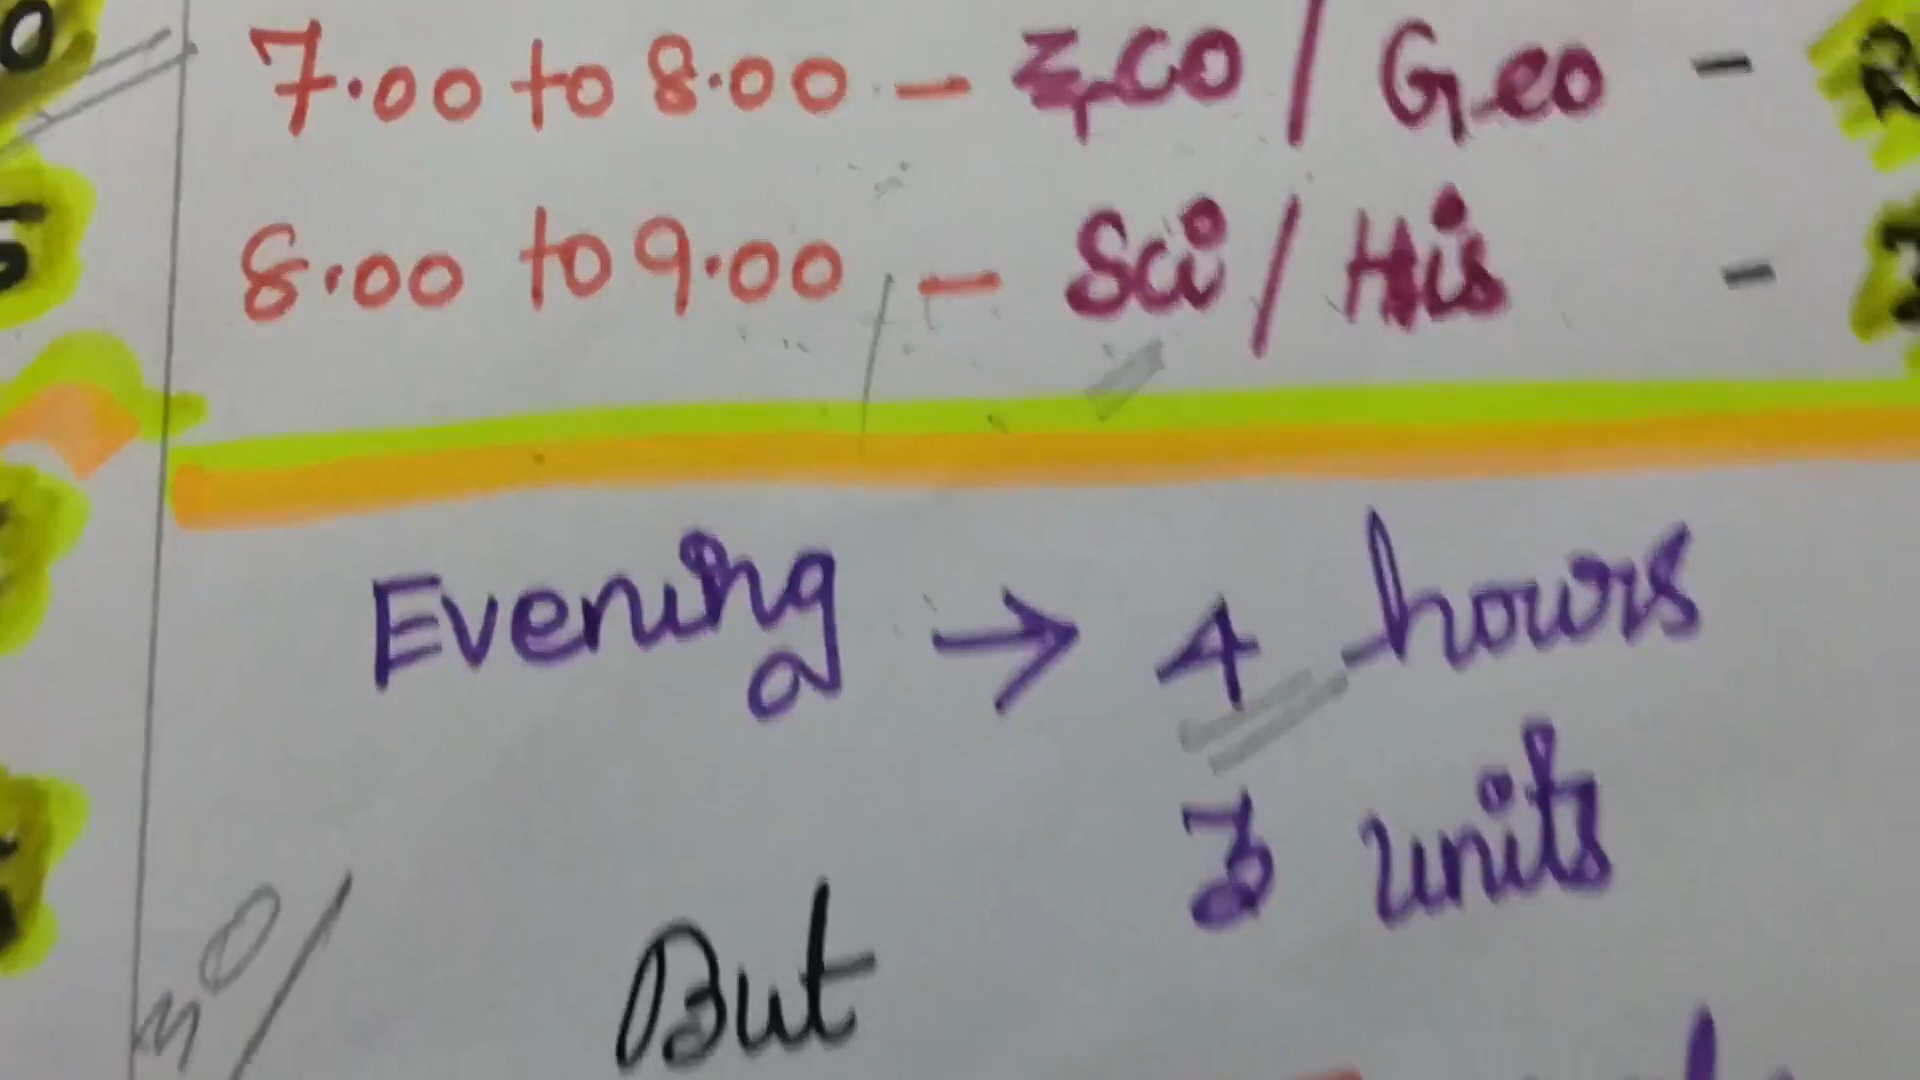 7.00 to 8.00 - Eco / Geo -
8.00 to 9.00 - Sci / His -
Evening → 4 hours
3 units
But